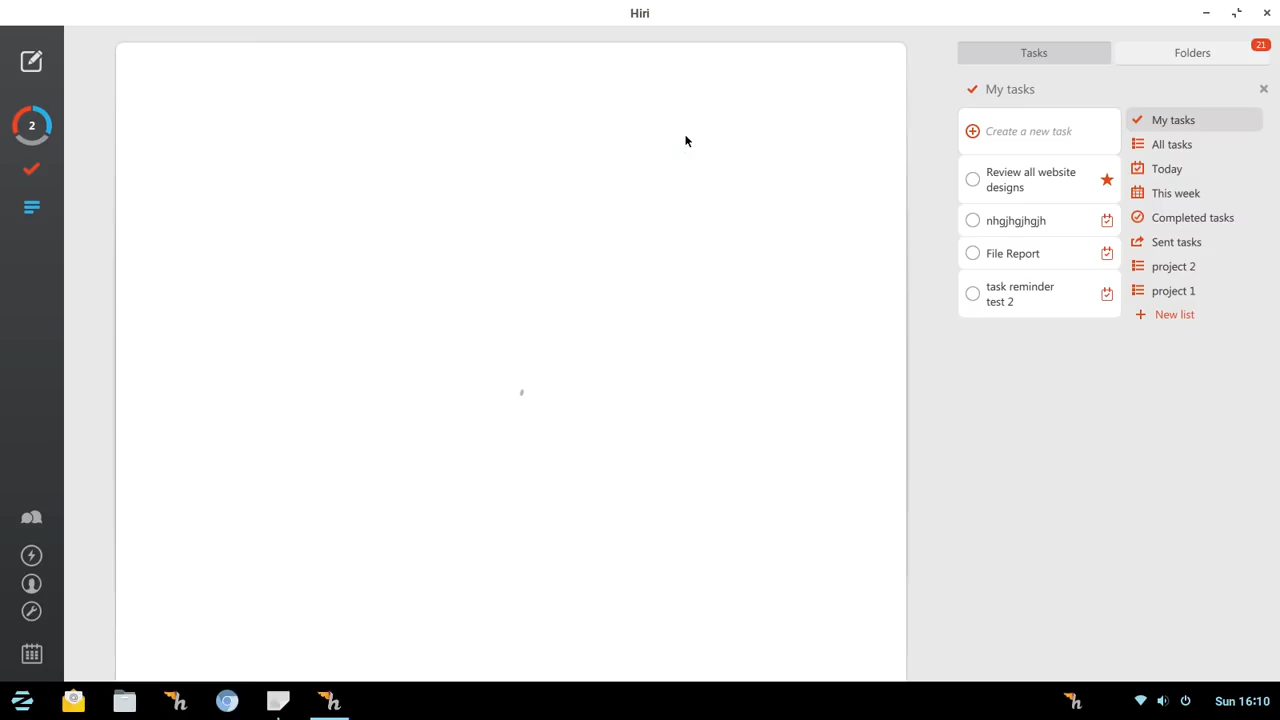 Hiri
2
Tasks
Folders
21
My tasks
Create a new task
Review all website
designs
nhgjhgjhgjh
File Report
task reminder
test 2
My tasks
All tasks
Today
This week
Completed tasks
Sent tasks
project 2
project 1
New list
Sun 16:10